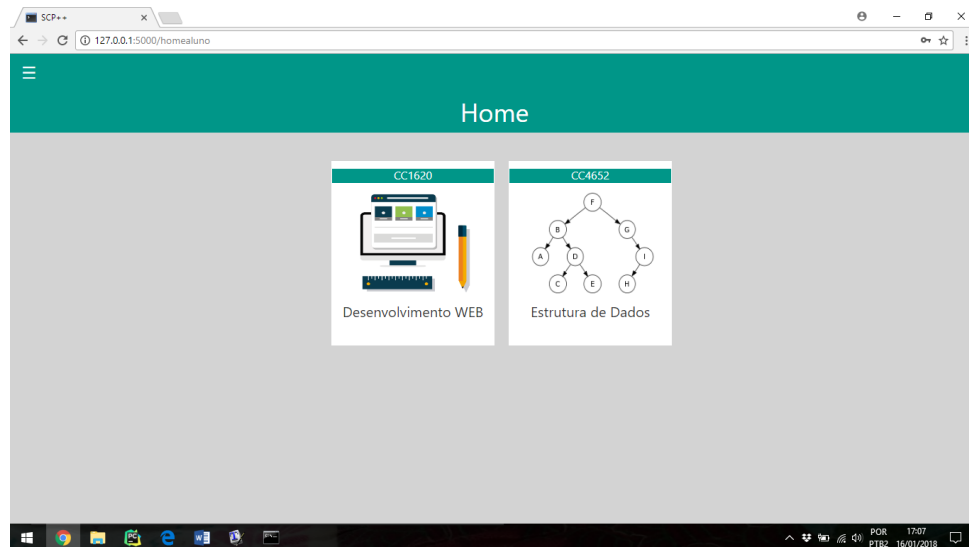 SCP++
127.0.0.1:5000/homealuno
Home
CC1620
CC4652
F
B
G
A
D
I
C
E
H
Desenvolvimento WEB
Estrutura de Dados
POR
17:07
PTB2
16/01/2018